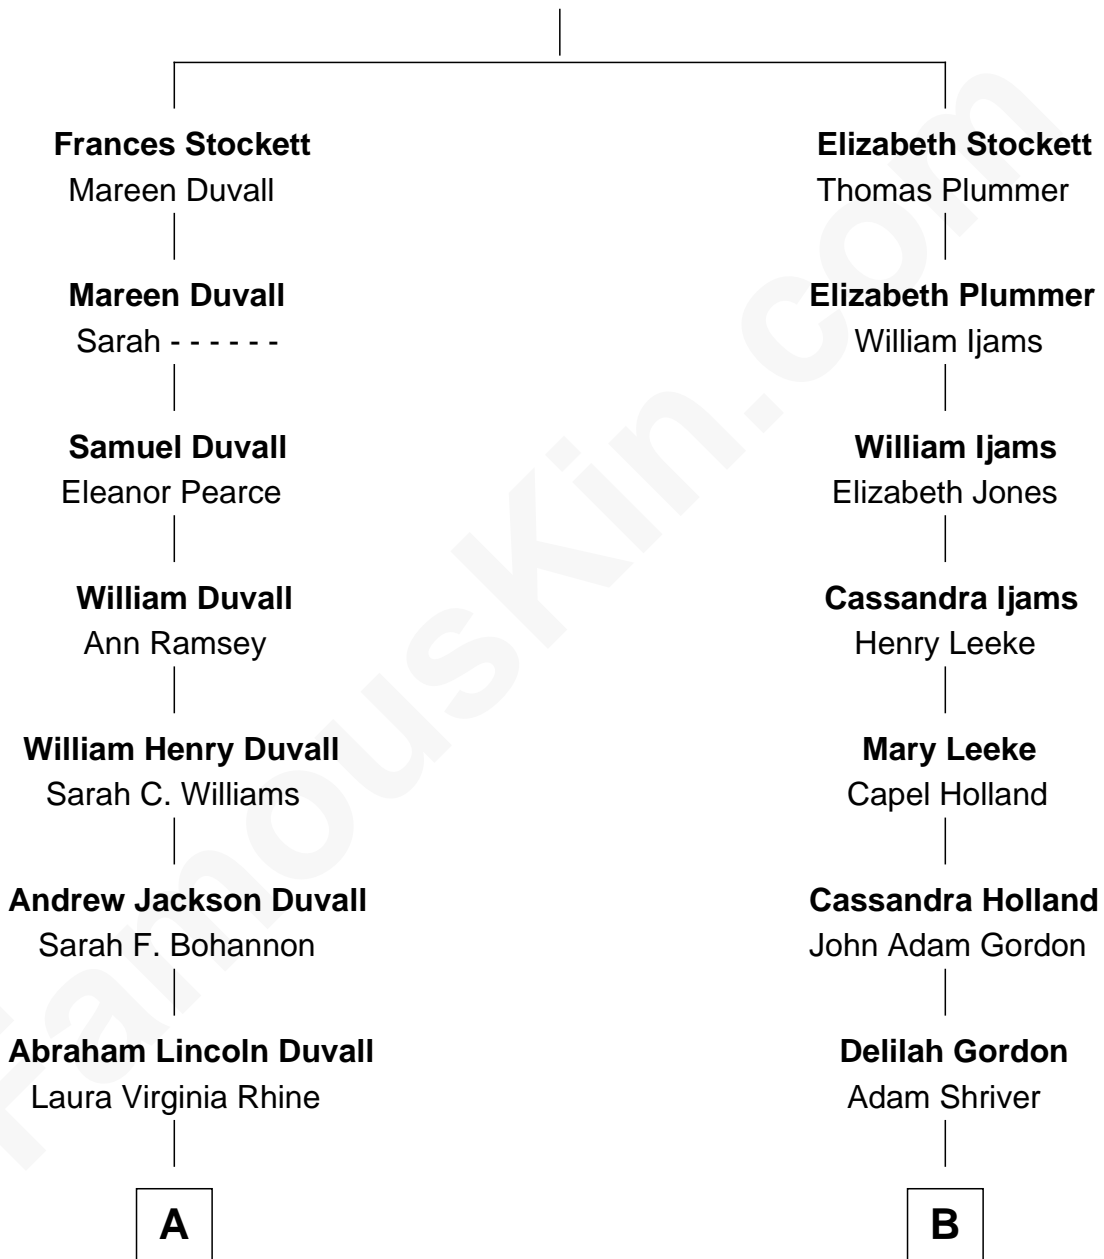 Frances Stockett
Mareen Duvall
Mareen Duvall
Sarah - - - - - -
Samuel Duvall
Eleanor Pearce
William Duvall
Ann Ramsey
William Henry Duvall
Sarah C. Williams
Andrew Jackson Duvall
Sarah F. Bohannon
Abraham Lincoln Duvall
Laura Virginia Rhine
A
Elizabeth Stockett
Thomas Plummer
Elizabeth Plummer
William Ijams
William Ijams
Elizabeth Jones
Cassandra Ijams
Henry Leeke
Mary Leeke
Capel Holland
Cassandra Holland
John Adam Gordon
Delilah Gordon
Adam Shriver
B
FamousKin.com